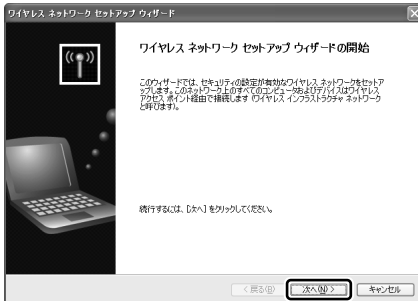 ワイヤレス ネットワーク セットアップ ウィザード
ワイヤレス ネットワーク セットアップ ウィザードの開始
このウィザードでは、セキュリティの設定が有効なワイヤレス ネットワークをセットア
ップします。このネットワーク上のすべてのコンピュータおよびデバイスはワイヤレス
アクセス ポイント経由で接続します (ワイヤレス インフラストラクチャ ネットワーク
と呼びます)。
続行するには、[次へ] をクリックしてください。
< 戻る(B)
次へ(N) >
キャンセル